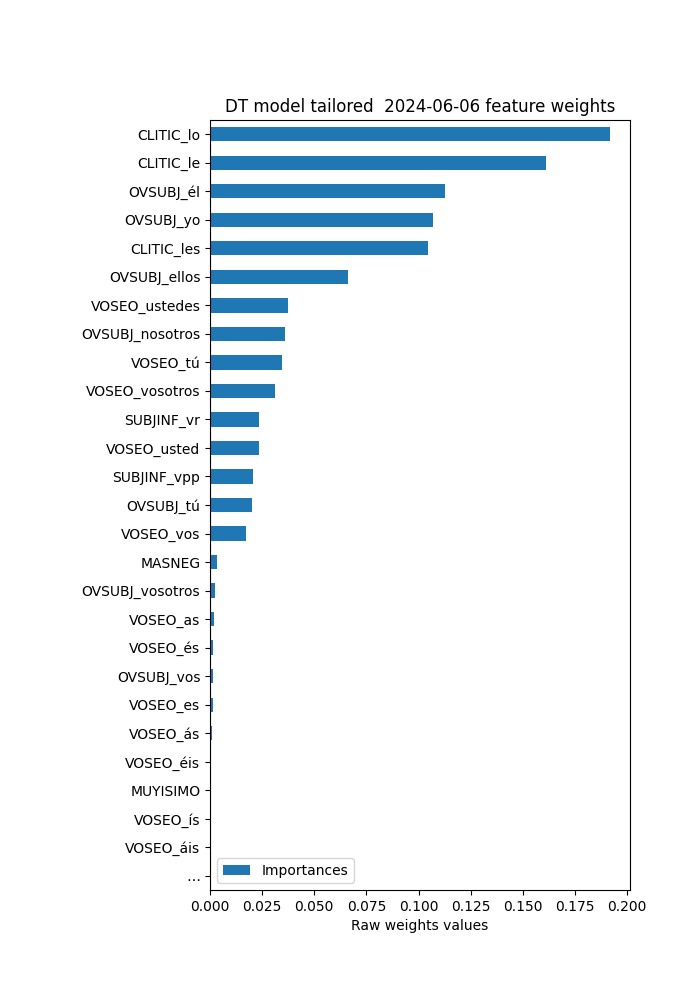 DT model tailored  2024-06-06 feature weights
CLITIC_lo
CLITIC_le
OVSUBJ_él
OVSUBJ_yo
CLITIC_les
OVSUBJ_ellos
VOSEO_ustedes
OVSUBJ_nosotros
VOSEO_tú
VOSEO_vosotros
SUBJINF_vr
VOSEO_usted
SUBJINF_vpp
OVSUBJ_tú
VOSEO_vos
MASNEG
OVSUBJ_vosotros
VOSEO_as
VOSEO_és
OVSUBJ_vos
VOSEO_es
VOSEO_ás
VOSEO_éis
MUYISIMO
VOSEO_ís
VOSEO_áis
...
Importances
0.000 0.025 0.050 0.075 0.100 0.125 0.150 0.175 0.200
Raw weights values